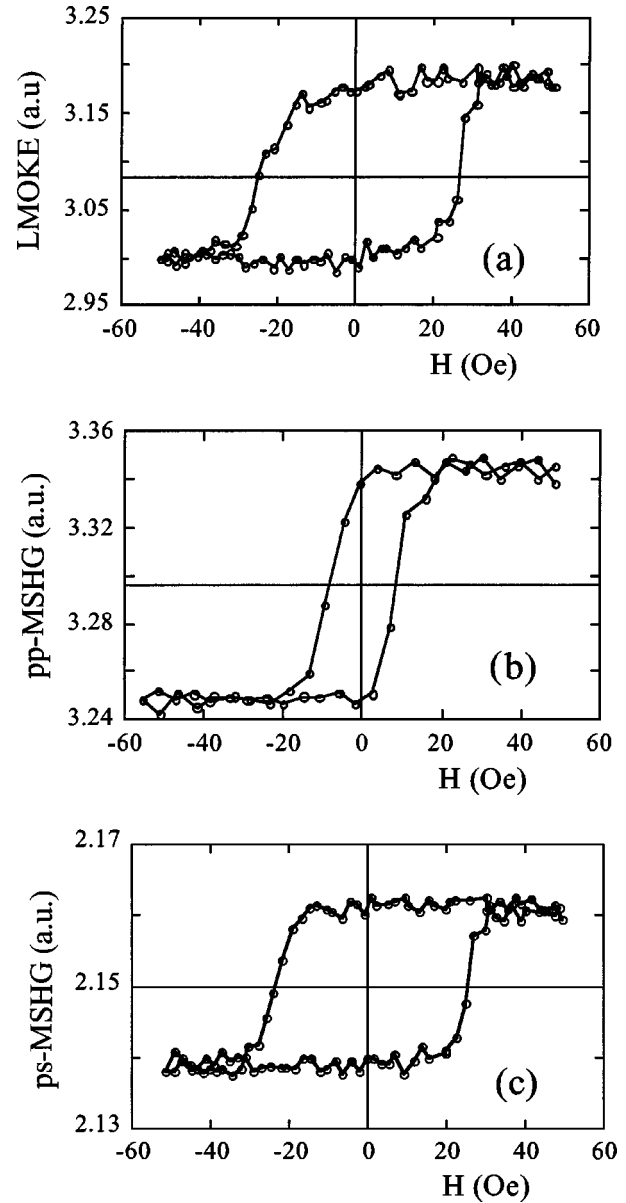 3.25
3.15
3.05
2.95
LMOKE (a.u)
(a)
-60 -40 -20 0 20 40 60
H (Oe)
3.36
3.32
3.28
3.24
pp-MSHG (a.u.)
(b)
-60 -40 -20 0 20 40 60
H (Oe)
2.17
2.15
2.13
ps-MSHG (a.u.)
(c)
-60 -40 -20 0 20 40 60
H (Oe)